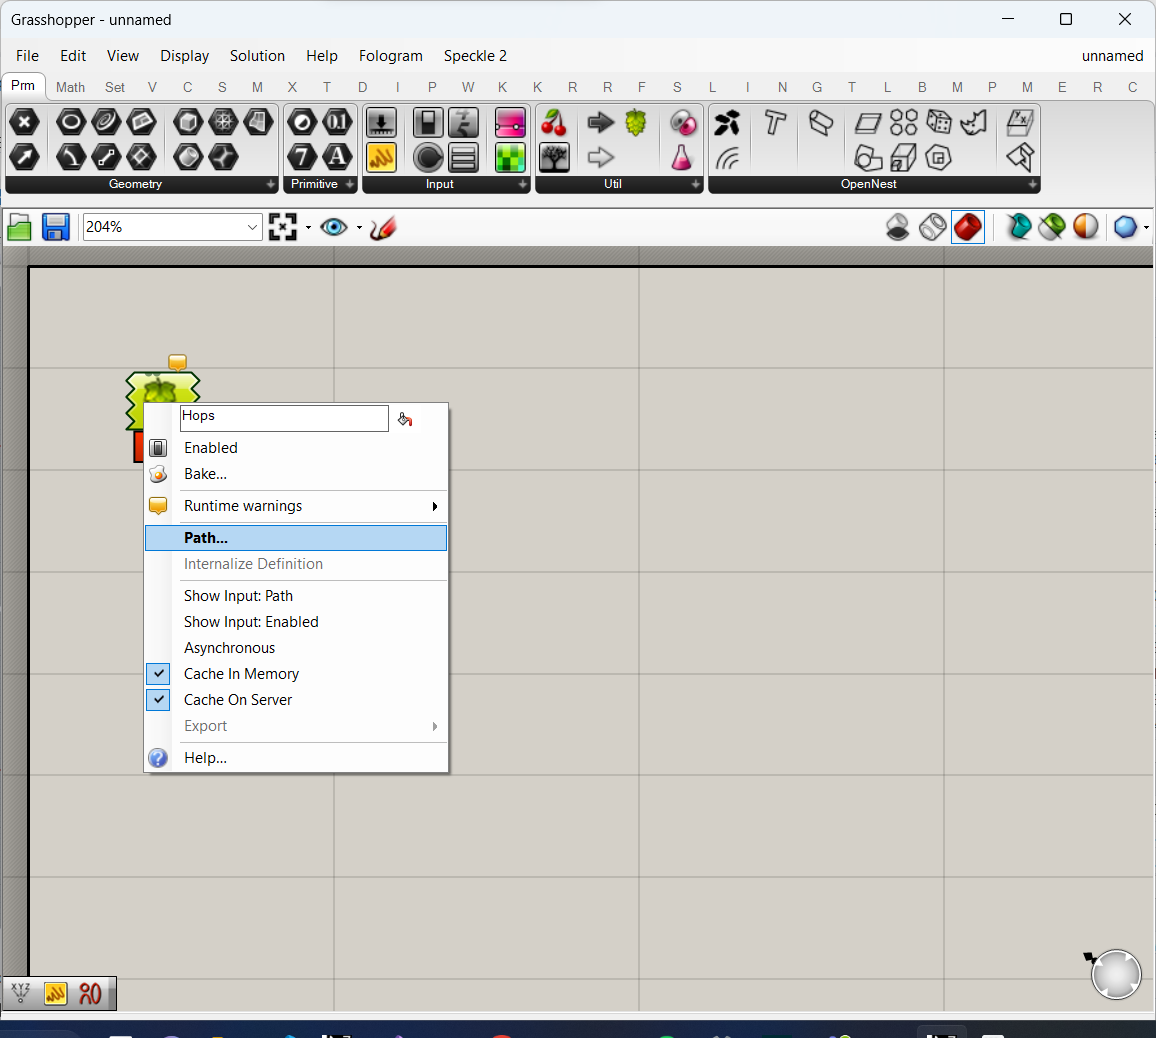 Grasshopper - unnamed
File Edit View Display Solution Help Fologram Speckle 2 unnamed
Prm Math Set V C S M X T D I P W K K R R F S L I N G T L B M P M E R C
Geometry Primitive Input Util OpenNest
204%
Hops
Enabled
Bake...
Runtime warnings
Path...
Internalize Definition
Show Input: Path
Show Input: Enabled
Asynchronous
Cache In Memory
Cache On Server
Export
Help...
XYZ